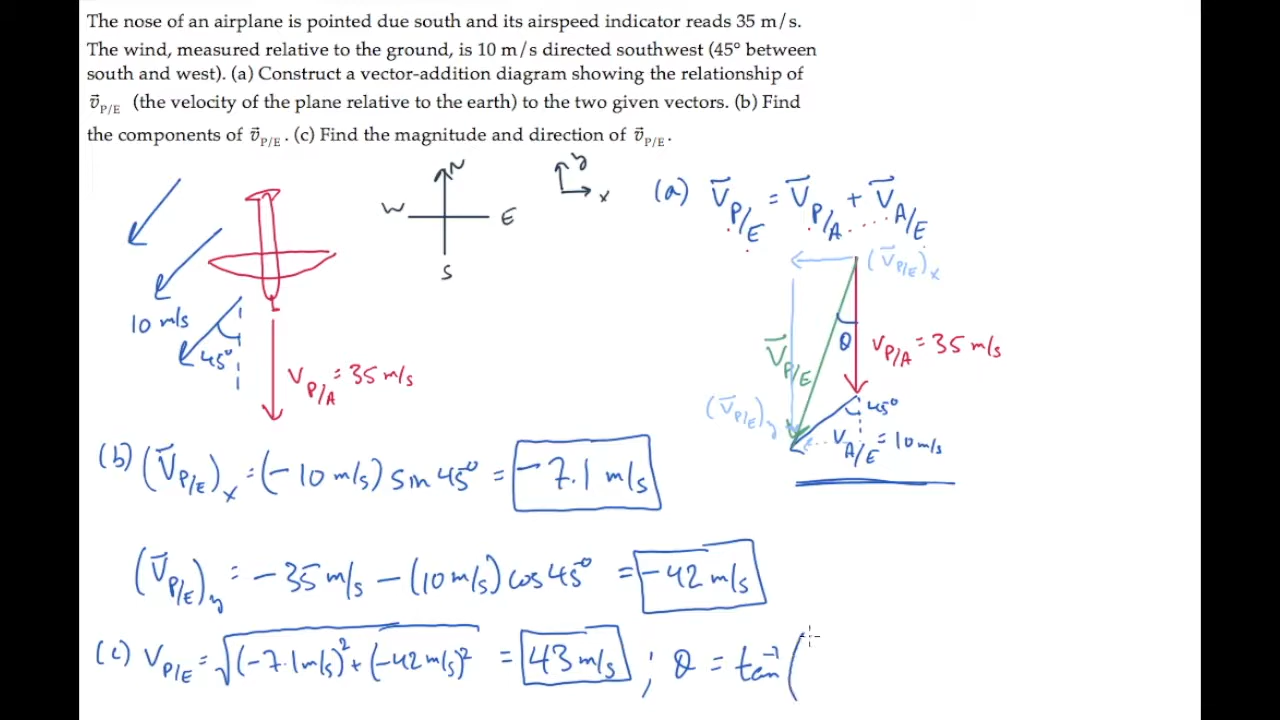 The nose of an airplane is pointed due south and its airspeed indicator reads 35 m/s.
The wind, measured relative to the ground, is 10 m/s directed southwest (45° between
south and west). (a) Construct a vector-addition diagram showing the relationship of
v⃗P/E (the velocity of the plane relative to the earth) to the two given vectors. (b) Find
the components of v⃗P/E. (c) Find the magnitude and direction of v⃗P/E.
N
W
E
S
y
x
(a) V⃗P/E = V⃗P/A + V⃗A/E
(V⃗P/E)x
10 m/s
45°
VP/A = 35 m/s
θ
VP/A = 35 m/s
V⃗P/E
(V⃗P/E)y
45°
VA/E = 10 m/s
(b) (V⃗P/E)x = (-10 m/s) sin 45° = -7.1 m/s
(V⃗P/E)y = -35 m/s - (10 m/s) cos 45° = -42 m/s
(c) VP/E = √(-7.1 m/s)² + (-42 m/s)² = 43 m/s ; θ = tan⁻¹(